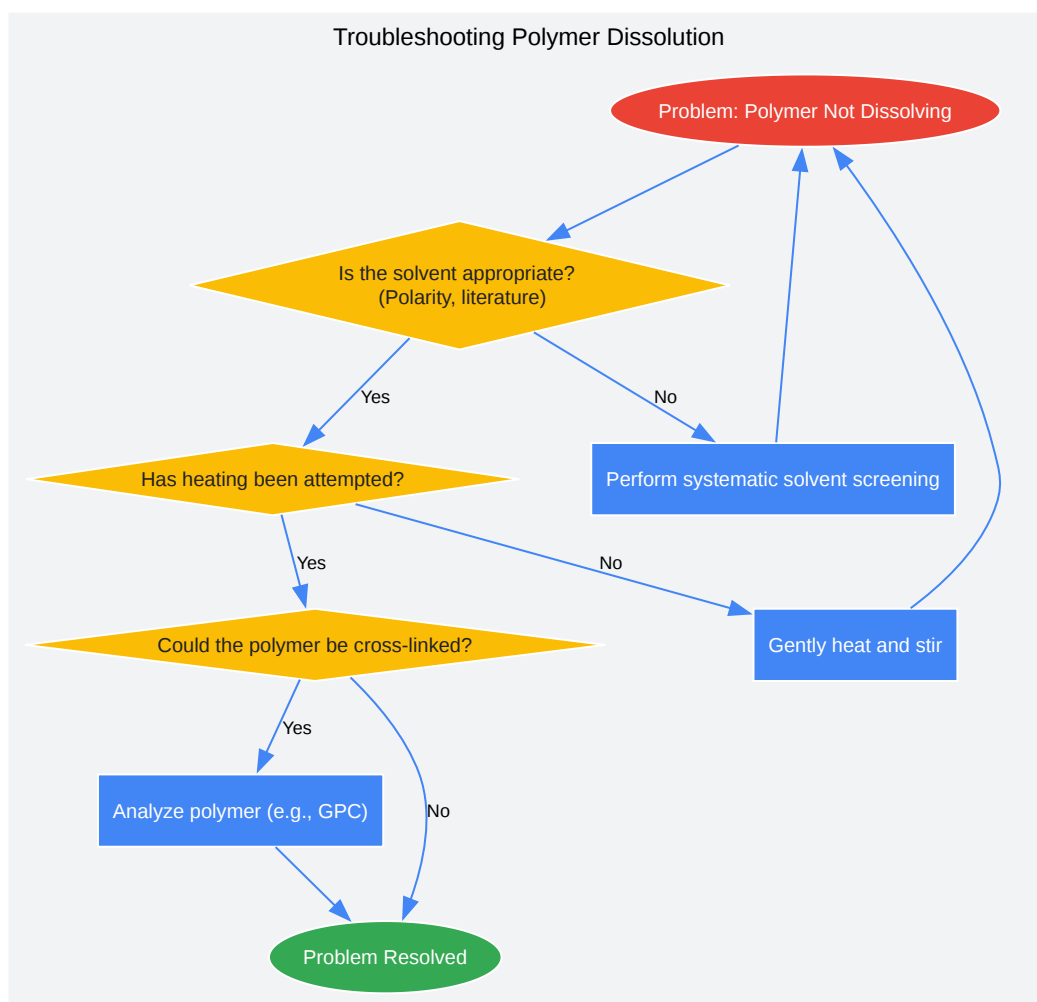 Troubleshooting Polymer Dissolution
Problem: Polymer Not Dissolving
Is the solvent appropriate?
(Polarity, literature)
Yes
No
Has heating been attempted?
Perform systematic solvent screening
Yes
No
Could the polymer be cross-linked?
Gently heat and stir
Yes
Analyze polymer (e.g., GPC)
No
Problem Resolved